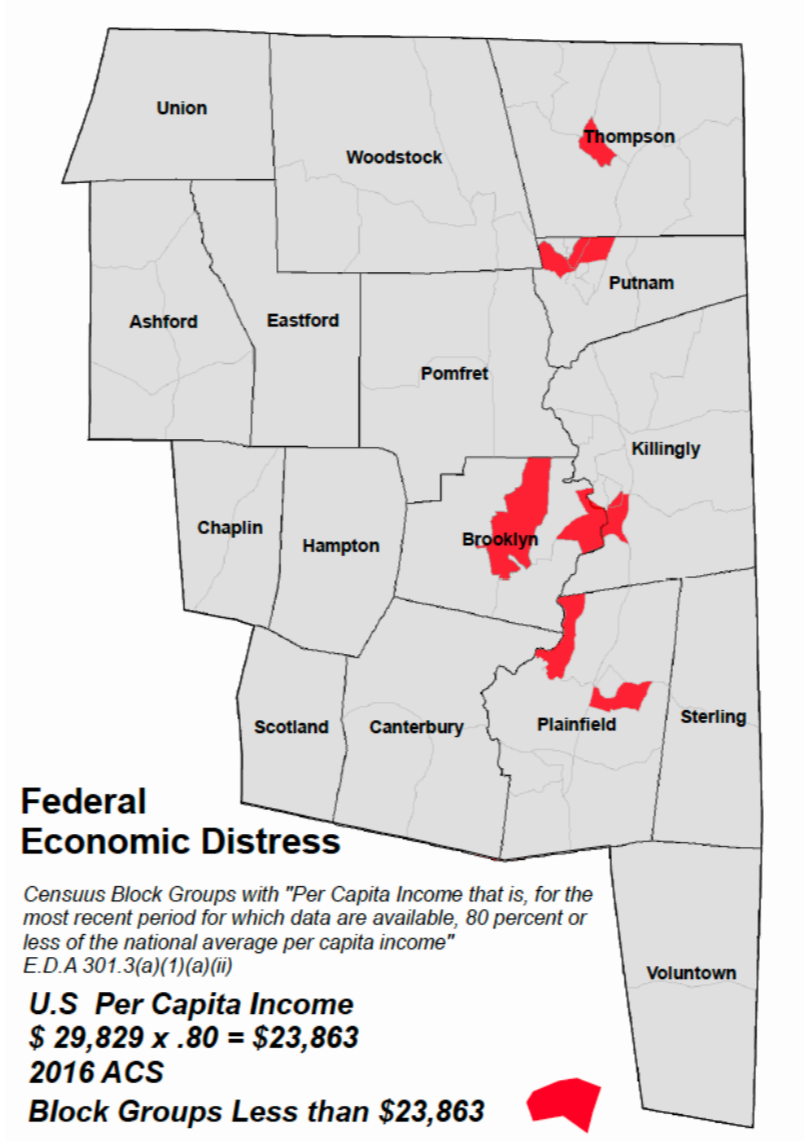 Union
Thompson
Woodstock
Putnam
Ashford
Eastford
Pomfret
Killingly
Chaplin
Hampton
Brooklyn
Scotland
Canterbury
Plainfield
Sterling
Federal
Economic Distress
Censuus Block Groups with "Per Capita Income that is, for the
most recent period for which data are available, 80 percent or
less of the national average per capita income"
E.D.A 301.3(a)(1)(a)(ii)
Voluntown
U.S Per Capita Income
$ 29,829 x .80 = $23,863
2016 ACS
Block Groups Less than $23,863